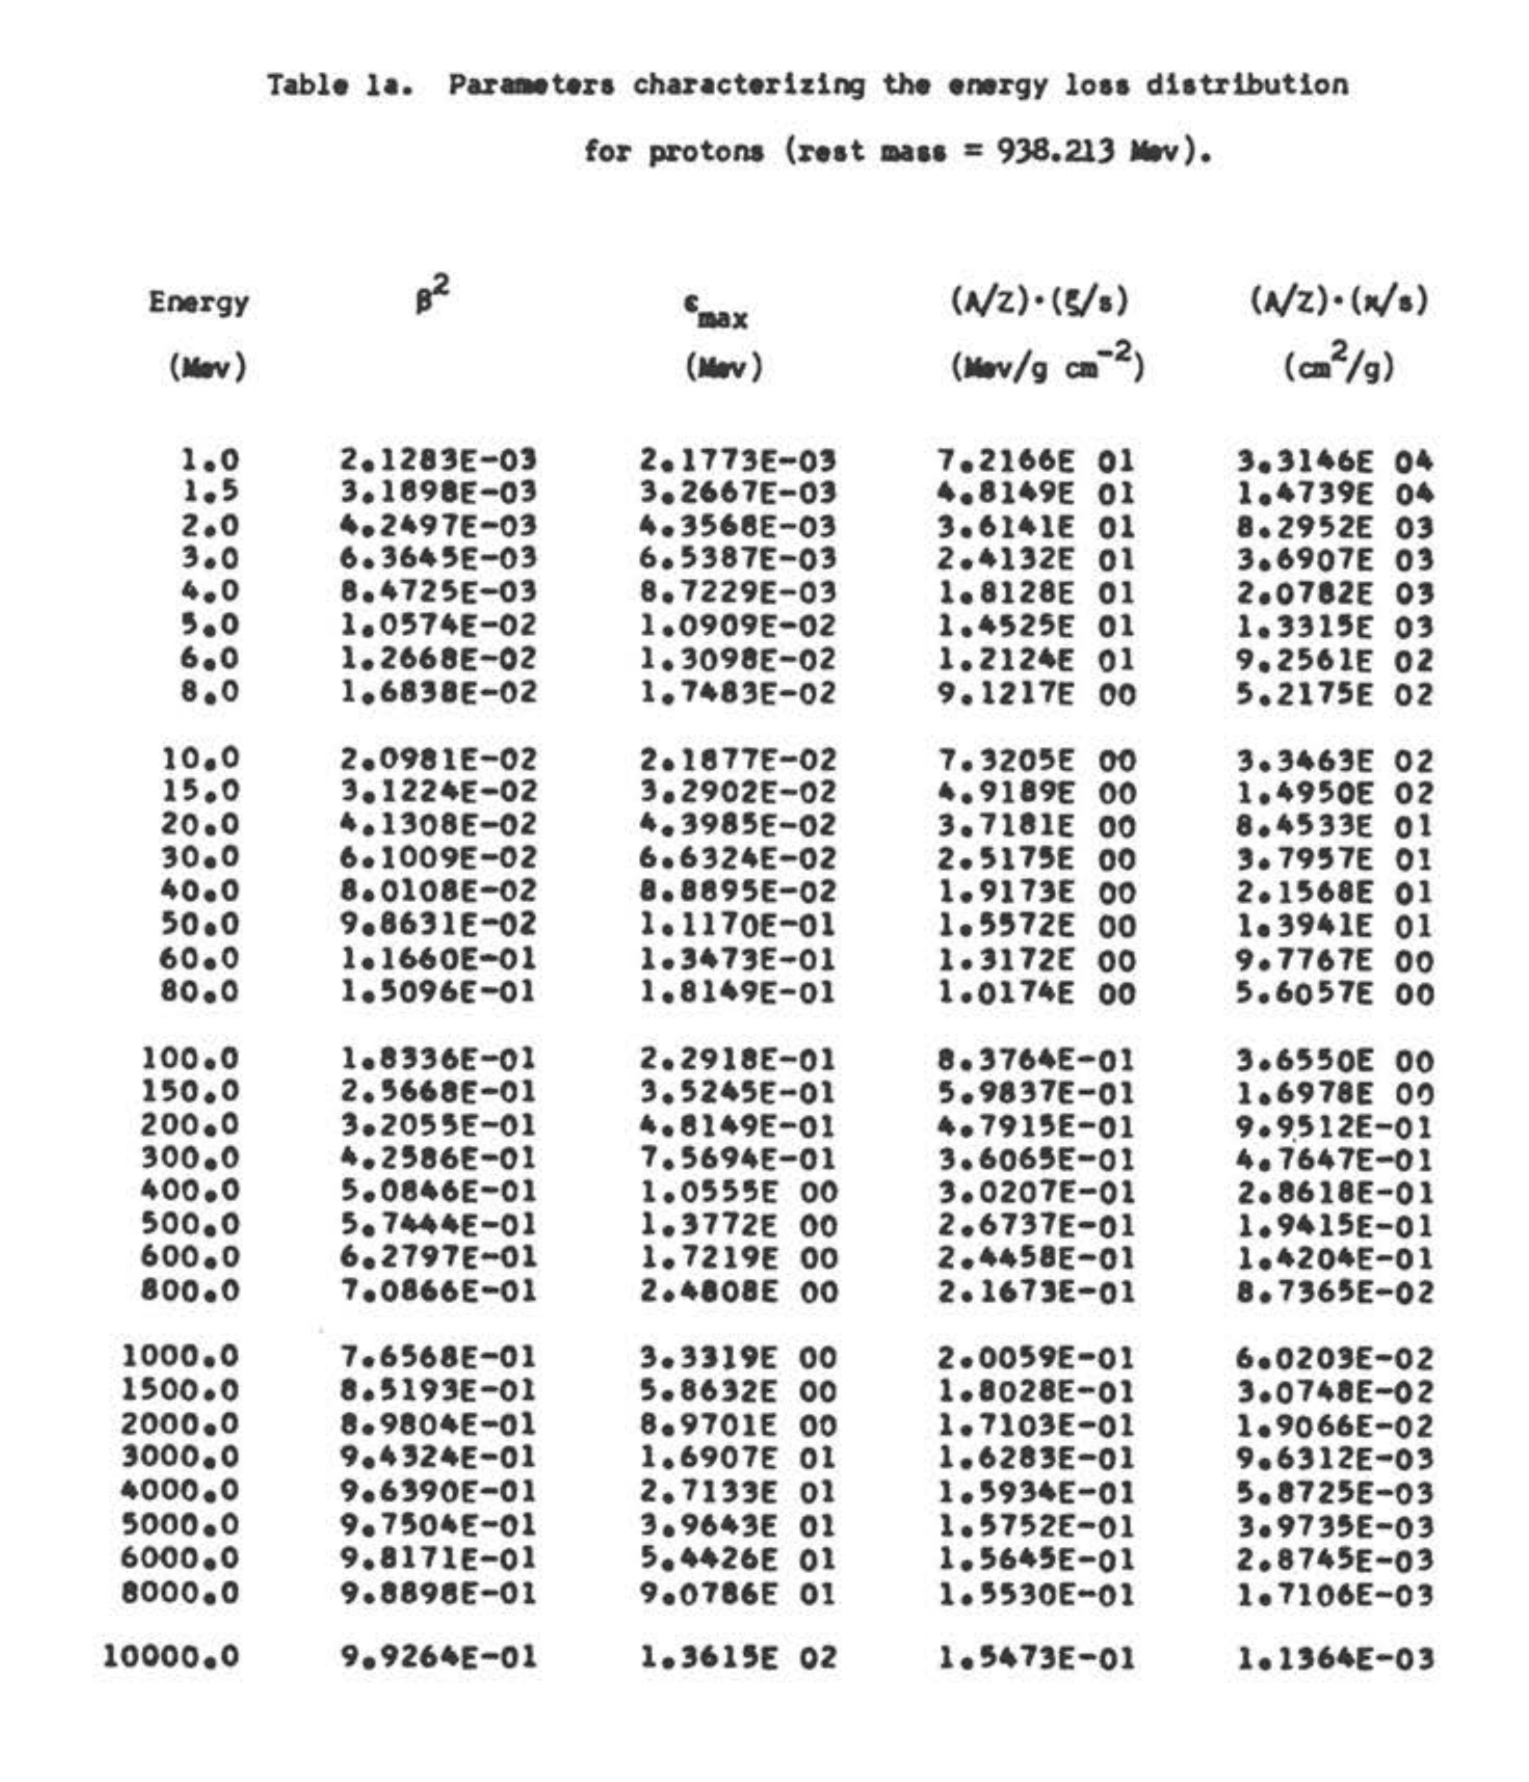 Table 1a. Parameters characterizing the energy loss distribution
for protons (rest mass = 938.213 Mev).
Energy β² ε_max (A/Z)·(ξ/s) (A/Z)·(ϰ/s)
(Mev) (Mev) (Mev/g cm⁻²) (cm²/g)
1.0 2.1283E-03 2.1773E-03 7.2166E 01 3.3146E 04
1.5 3.1898E-03 3.2667E-03 4.8149E 01 1.4739E 04
2.0 4.2497E-03 4.3568E-03 3.6141E 01 8.2952E 03
3.0 6.3645E-03 6.5387E-03 2.4132E 01 3.6907E 03
4.0 8.4725E-03 8.7229E-03 1.8128E 01 2.0782E 03
5.0 1.0574E-02 1.0909E-02 1.4525E 01 1.3315E 03
6.0 1.2668E-02 1.3098E-02 1.2124E 01 9.2561E 02
8.0 1.6838E-02 1.7483E-02 9.1217E 00 5.2175E 02
10.0 2.0981E-02 2.1877E-02 7.3205E 00 3.3463E 02
15.0 3.1224E-02 3.2902E-02 4.9189E 00 1.4950E 02
20.0 4.1308E-02 4.3985E-02 3.7181E 00 8.4533E 01
30.0 6.1009E-02 6.6324E-02 2.5175E 00 3.7957E 01
40.0 8.0108E-02 8.8895E-02 1.9173E 00 2.1568E 01
50.0 9.8631E-02 1.1170E-01 1.5572E 00 1.3941E 01
60.0 1.1660E-01 1.3473E-01 1.3172E 00 9.7767E 00
80.0 1.5096E-01 1.8149E-01 1.0174E 00 5.6057E 00
100.0 1.8336E-01 2.2918E-01 8.3764E-01 3.6550E 00
150.0 2.5668E-01 3.5245E-01 5.9837E-01 1.6978E 00
200.0 3.2055E-01 4.8149E-01 4.7915E-01 9.9512E-01
300.0 4.2586E-01 7.5694E-01 3.6065E-01 4.7647E-01
400.0 5.0846E-01 1.0555E 00 3.0207E-01 2.8618E-01
500.0 5.7444E-01 1.3772E 00 2.6737E-01 1.9415E-01
600.0 6.2797E-01 1.7219E 00 2.4458E-01 1.4204E-01
800.0 7.0866E-01 2.4808E 00 2.1673E-01 8.7365E-02
1000.0 7.6568E-01 3.3319E 00 2.0059E-01 6.0203E-02
1500.0 8.5193E-01 5.8632E 00 1.8028E-01 3.0748E-02
2000.0 8.9804E-01 8.9701E 00 1.7103E-01 1.9066E-02
3000.0 9.4324E-01 1.6907E 01 1.6283E-01 9.6312E-03
4000.0 9.6390E-01 2.7133E 01 1.5934E-01 5.8725E-03
5000.0 9.7504E-01 3.9643E 01 1.5752E-01 3.9735E-03
6000.0 9.8171E-01 5.4426E 01 1.5645E-01 2.8745E-03
8000.0 9.8898E-01 9.0786E 01 1.5530E-01 1.7106E-03
10000.0 9.9264E-01 1.3615E 02 1.5473E-01 1.1364E-03